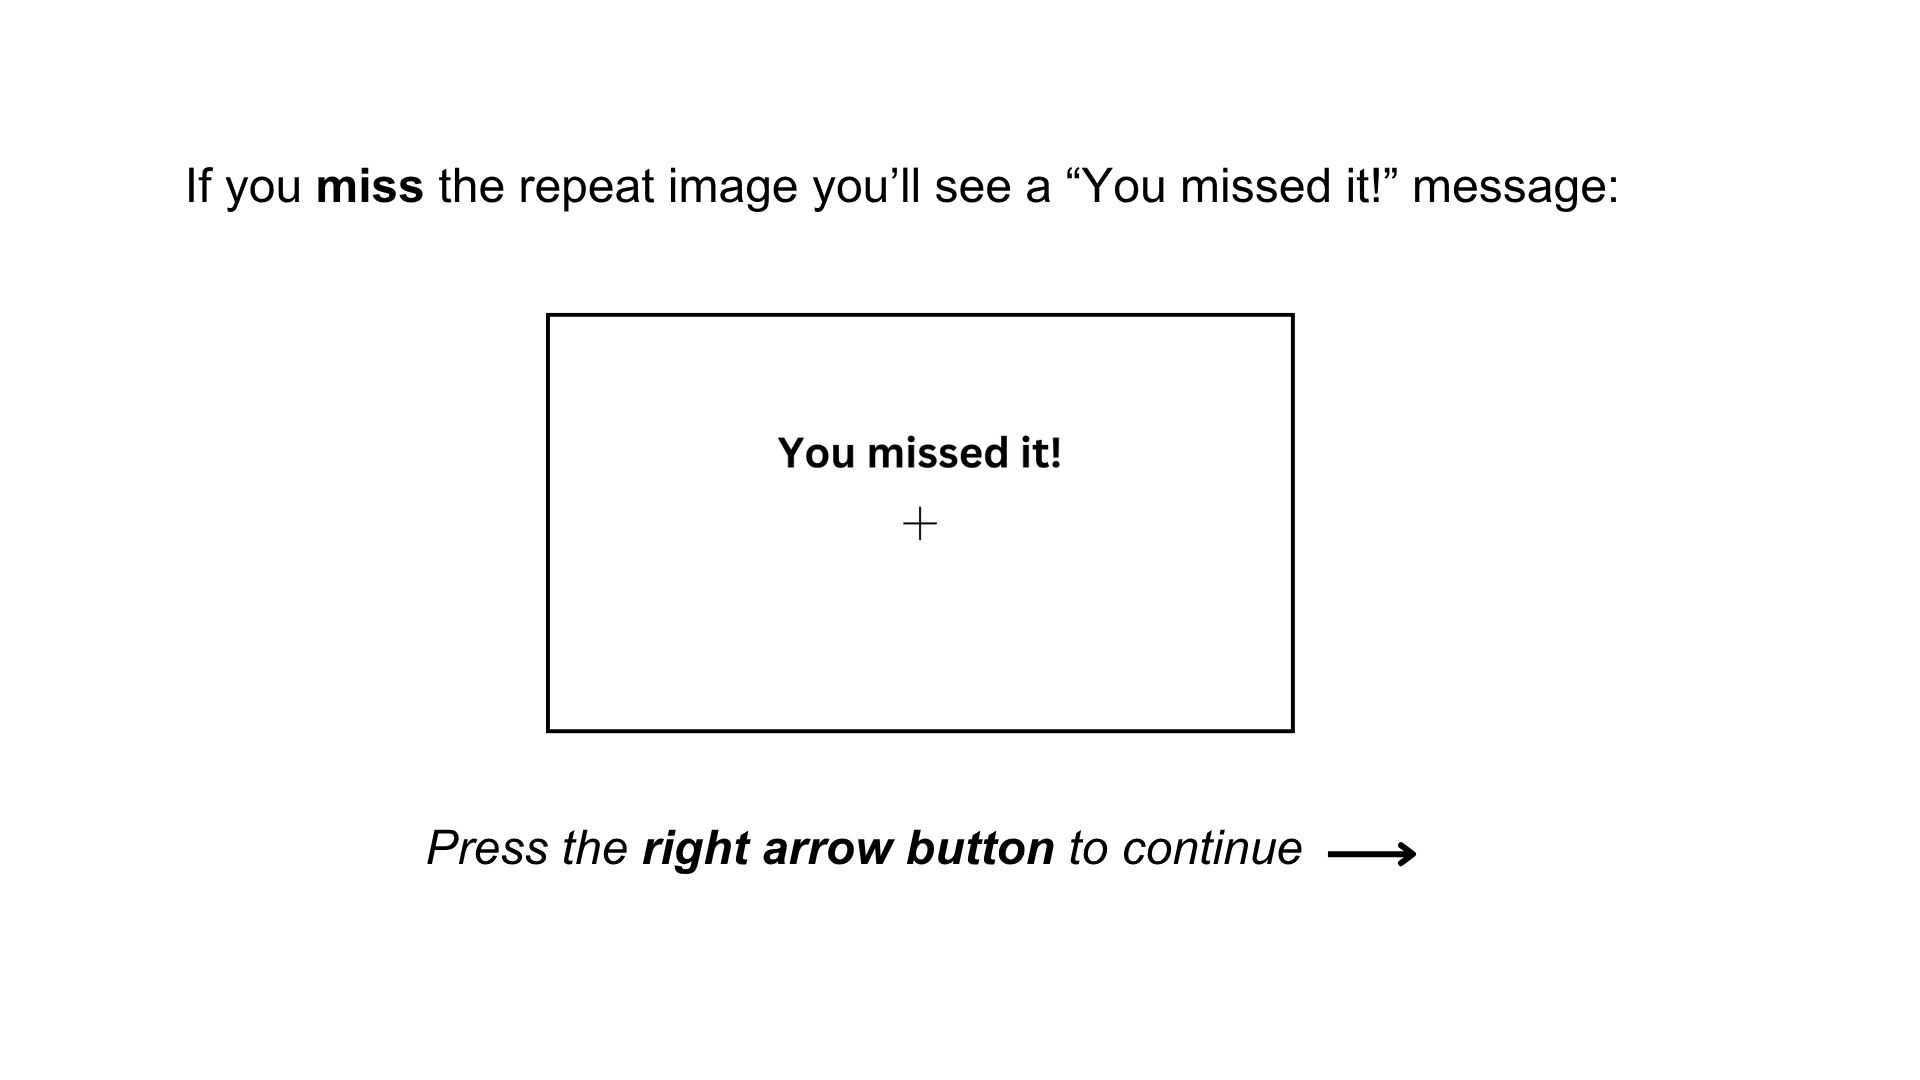 If you miss the repeat image you’ll see a “You missed it!” message:
You missed it!
Press the right arrow button to continue